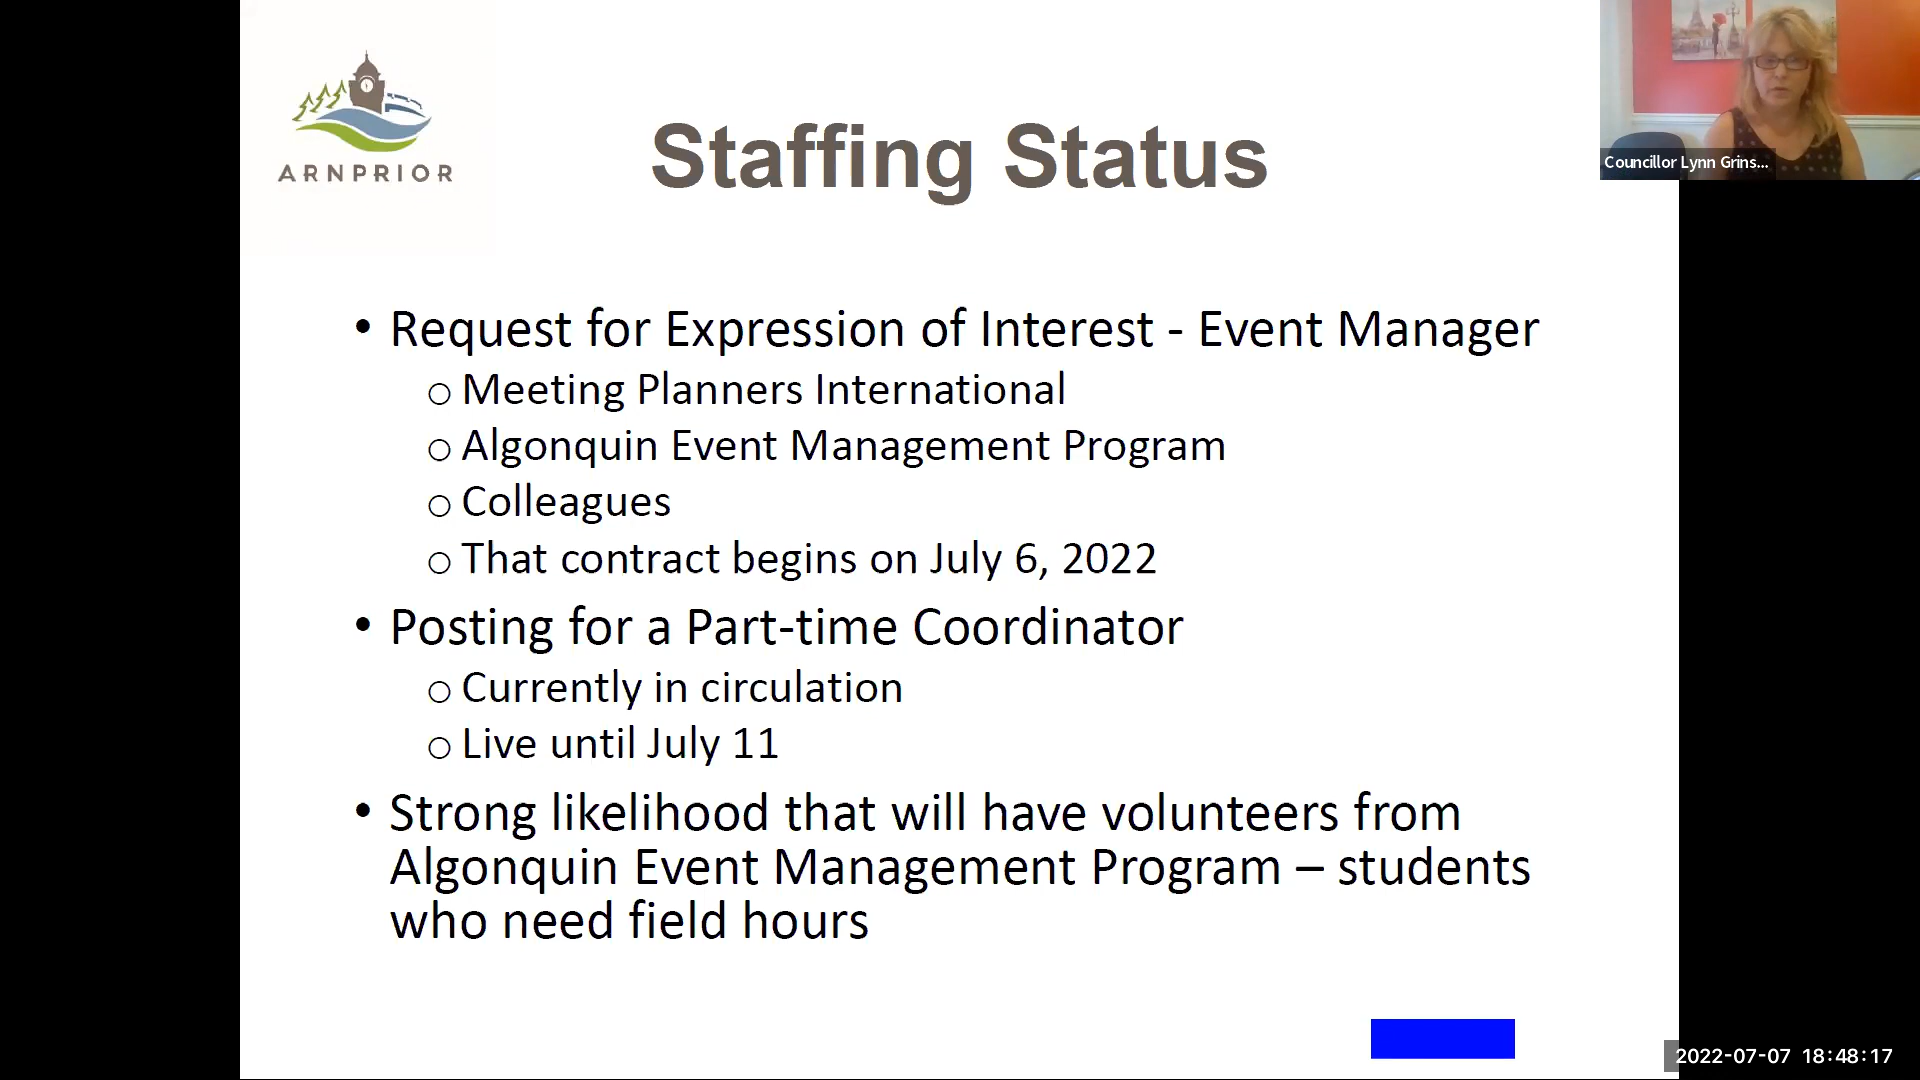 ARNPRIOR
Staffing Status
Councillor Lynn Grins...
• Request for Expression of Interest - Event Manager
o Meeting Planners International
o Algonquin Event Management Program
o Colleagues
o That contract begins on July 6, 2022
• Posting for a Part-time Coordinator
o Currently in circulation
o Live until July 11
• Strong likelihood that will have volunteers from
Algonquin Event Management Program – students
who need field hours
2022-07-07 18:48:17